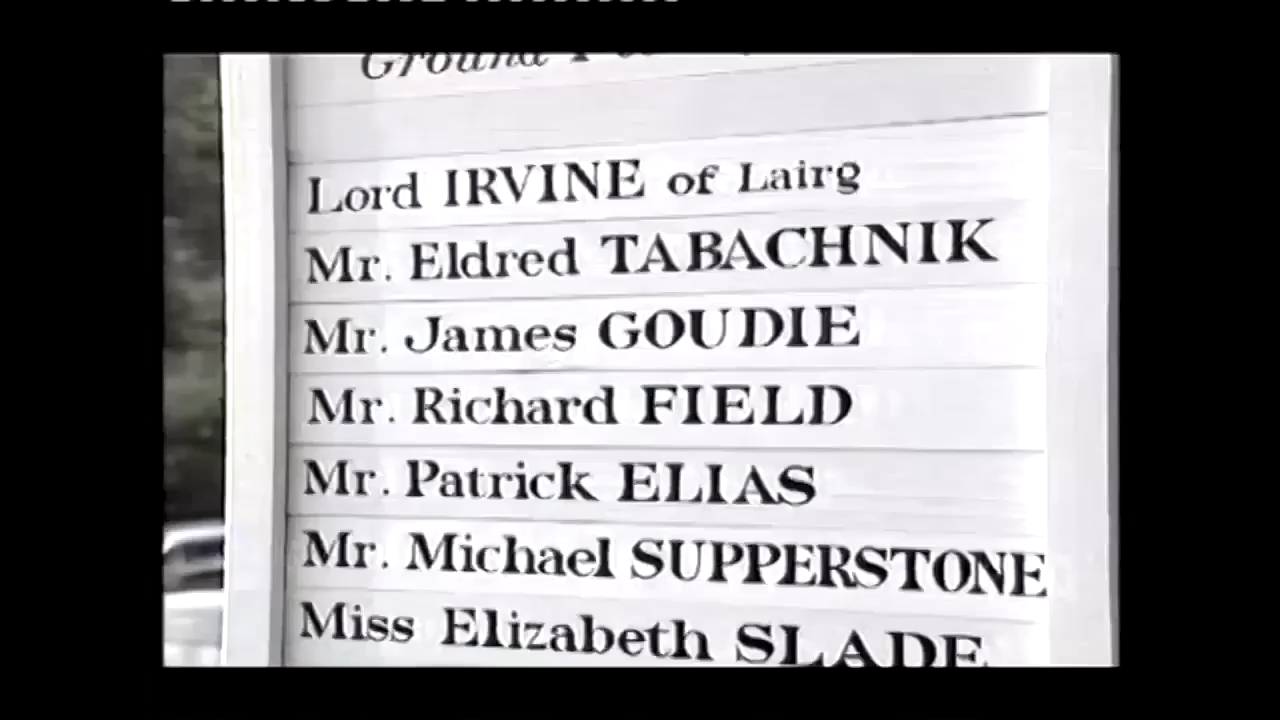 Ground
Lord IRVINE of Lairg
Mr. Eldred TABACHNIK
Mr. James GOUDIE
Mr. Richard FIELD
Mr. Patrick ELIAS
Mr. Michael SUPPERSTONE
Miss Elizabeth SLADE